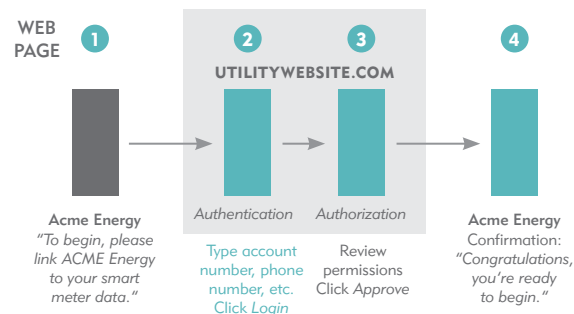 WEB
PAGE
1
2
3
4
UTILITYWEBSITE.COM
Acme Energy
“To begin, please
link ACME Energy
to your smart
meter data.“
Authentication
Type account
number, phone
number, etc.
Click Login
Authorization
Review
permissions
Click Approve
Acme Energy
Confirmation:
“Congratulations,
you’re ready
to begin.“